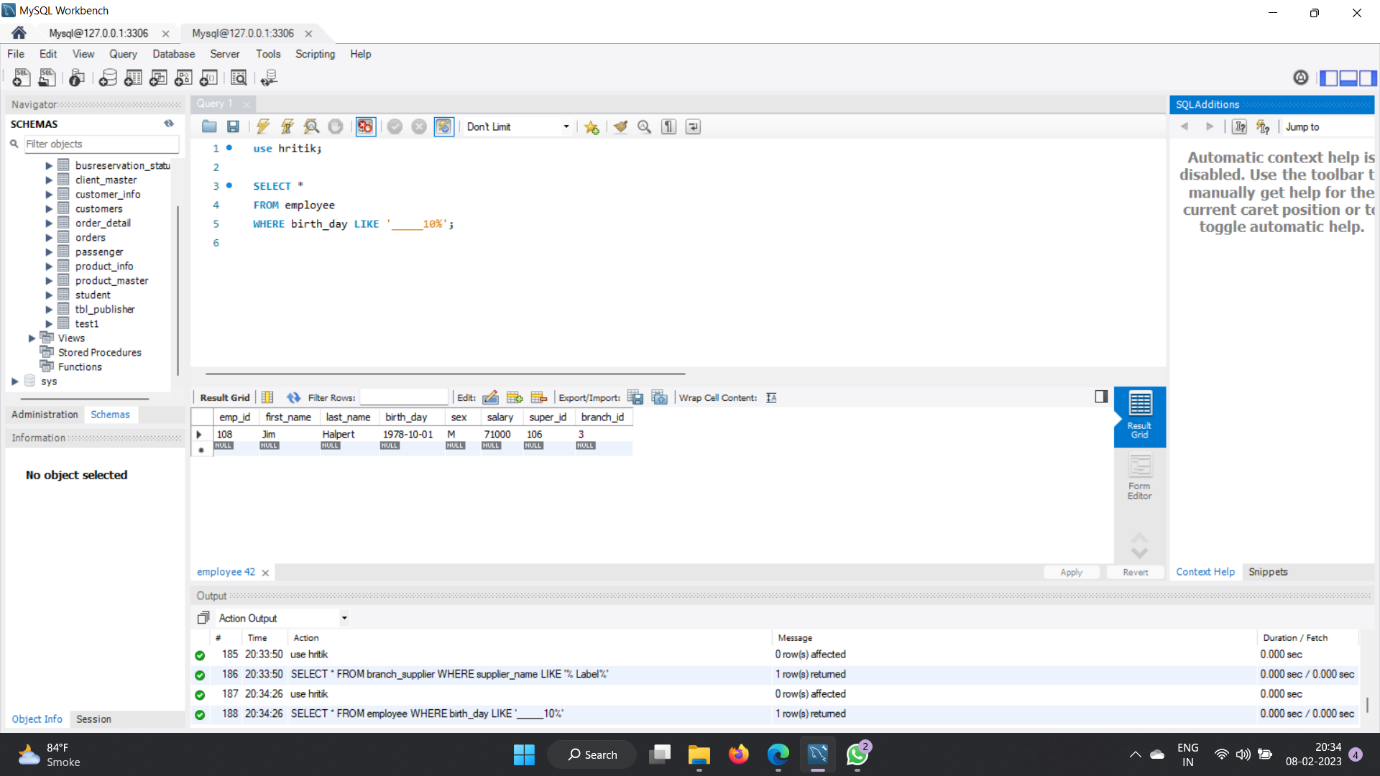 MySQL Workbench
Mysql@127.0.0.1:3306 Mysql@127.0.0.1:3306
File Edit View Query Database Server Tools Scripting Help
Navigator
SCHEMAS
Filter objects
busreservation_statu
client_master
customer_info
customers
order_detail
orders
passenger
product_info
product_master
student
tbl_publisher
test1
Views
Stored Procedures
Functions
sys
Administration Schemas
Information
No object selected
Object Info Session
Query 1
Don't Limit
1 use hritik;
2
3 SELECT *
4 FROM employee
5 WHERE birth_day LIKE '_____10%';
6
Result Grid Filter Rows: Edit: Export/Import: Wrap Cell Content:
emp_id first_name last_name birth_day sex salary super_id branch_id
108 Jim Halpert 1978-10-01 M 71000 106 3
NULL NULL NULL NULL NULL NULL NULL NULL
Result Grid
Form Editor
employee 42
Apply Revert
SQLAdditions
Jump to
Automatic context help is
disabled. Use the toolbar t
manually get help for the
current caret position or to
toggle automatic help.
Context Help Snippets
Output
Action Output
# Time Action Message Duration / Fetch
185 20:33:50 use hritik 0 row(s) affected 0.000 sec
186 20:33:50 SELECT * FROM branch_supplier WHERE supplier_name LIKE '% Label%' 1 row(s) returned 0.000 sec / 0.000 sec
187 20:34:26 use hritik 0 row(s) affected 0.000 sec
188 20:34:26 SELECT * FROM employee WHERE birth_day LIKE '_____10%' 1 row(s) returned 0.000 sec / 0.000 sec
84°F
Smoke
Search
2
ENG
IN
20:34
08-02-2023
4